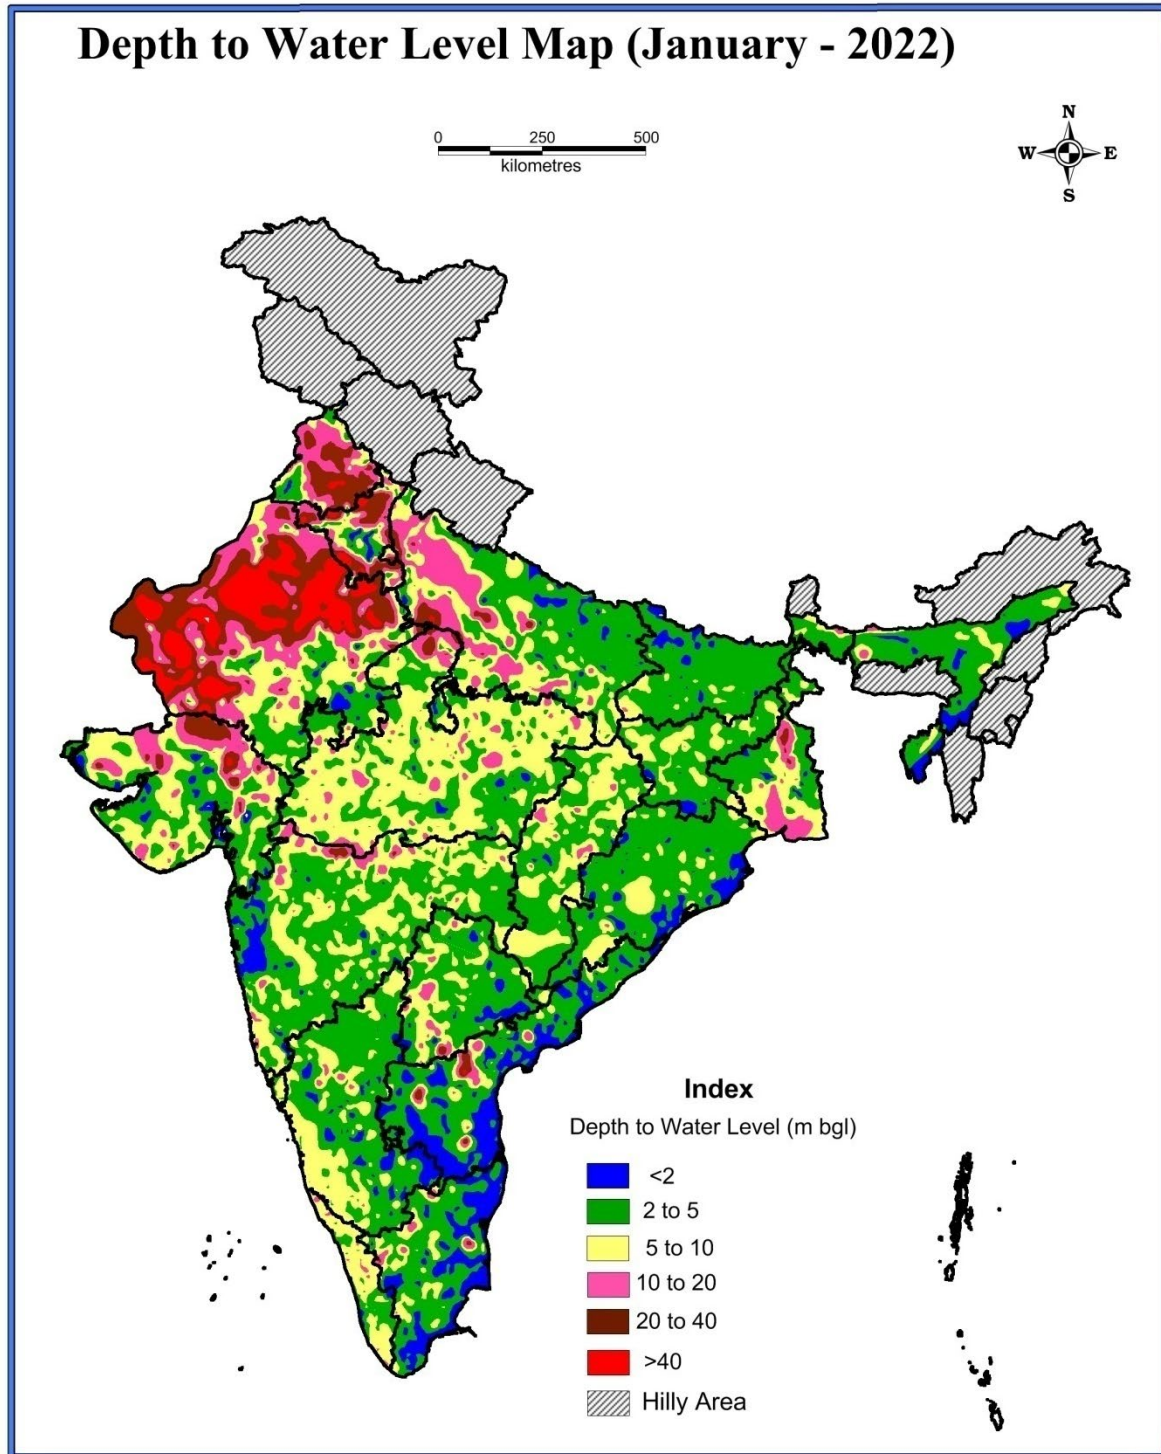 Depth to Water Level Map (January - 2022)
0 250 500
kilometres
N
W E
S
Index
Depth to Water Level (m bgl)
<2
2 to 5
5 to 10
10 to 20
20 to 40
>40
Hilly Area